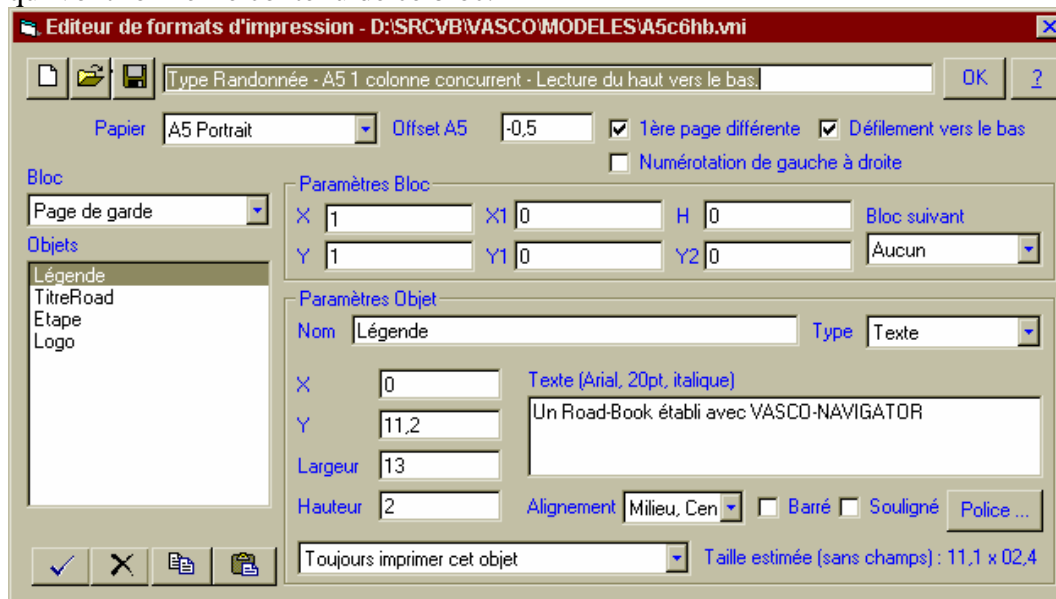 Editeur de formats d'impression - D:\SRCVB\VASCO\MODELES\A5c6hb.vni
Type Randonnée - A5 1 colonne concurrent - Lecture du haut vers le bas.
OK
?
Papier A5 Portrait Offset A5 -0,5 1ère page différente Défilement vers le bas
Numérotation de gauche à droite
Bloc
Page de garde
Objets
Légende
TitreRoad
Etape
Logo
Paramètres Bloc
X 1 X1 0 H 0 Bloc suivant
Y 1 Y1 0 Y2 0 Aucun
Paramètres Objet
Nom Légende Type Texte
X 0 Texte (Arial, 20pt, italique)
Y 11,2 Un Road-Book établi avec VASCO-NAVIGATOR
Largeur 13
Hauteur 2 Alignement Milieu, Cen Barré Souligné Police ...
Toujours imprimer cet objet Taille estimée (sans champs) : 11,1 x 02,4